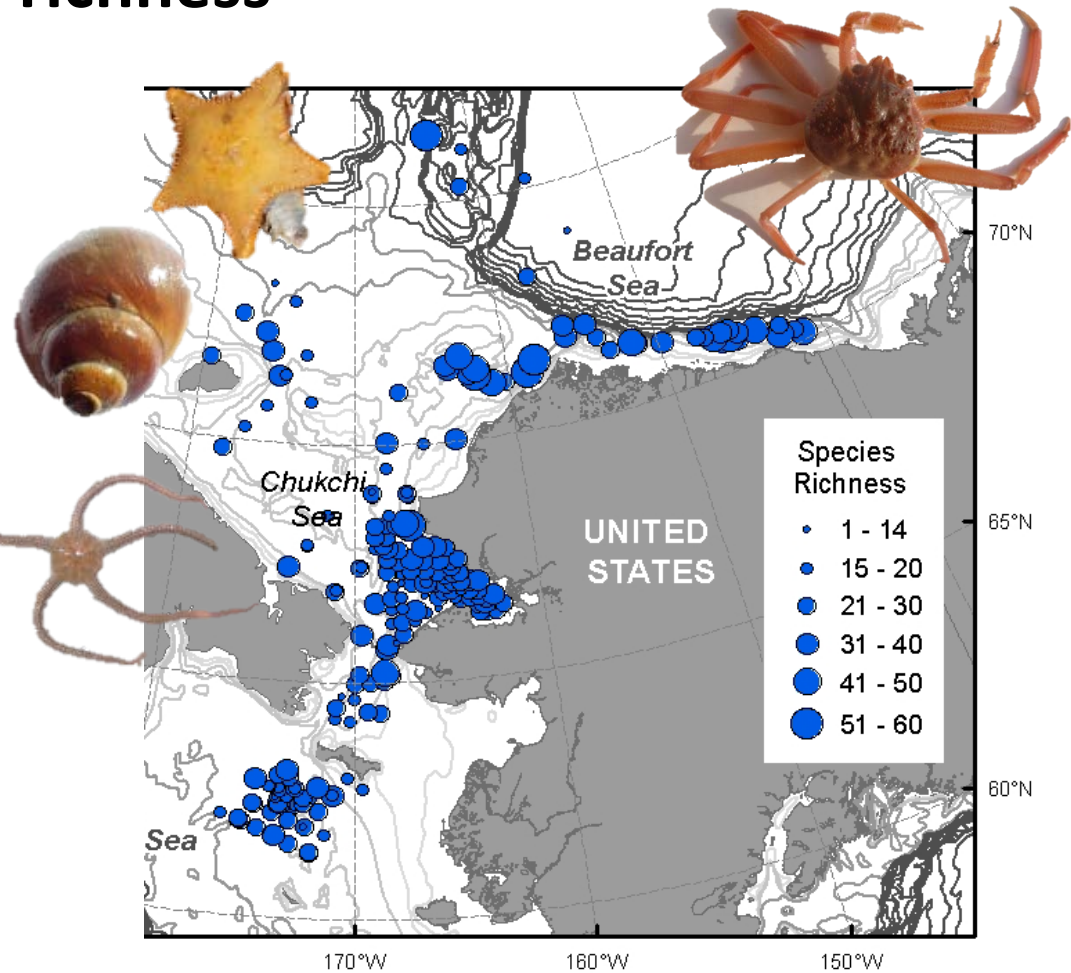 richness
Beaufort
Sea
70°N
Chukchi
Sea
Species
Richness
1 - 14
15 - 20
21 - 30
31 - 40
41 - 50
51 - 60
UNITED
STATES
65°N
60°N
Sea
170°W
160°W
150°W